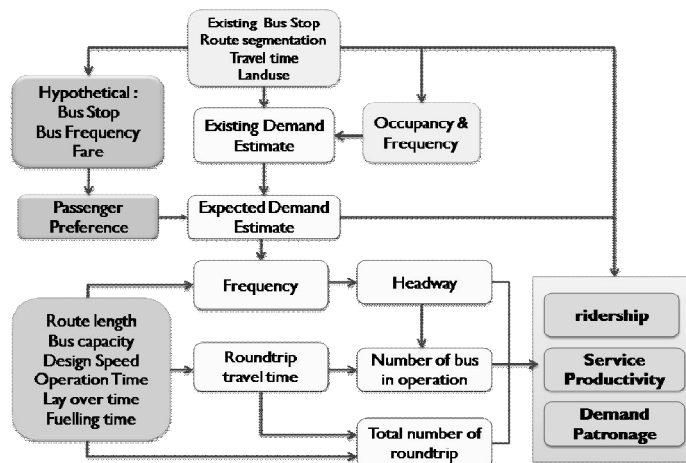 Existing Bus Stop
Route segmentation
Travel time
Landuse
Hypothetical :
Bus Stop
Bus Frequency
Fare
Existing Demand
Estimate
Occupancy &
Frequency
Passenger
Preference
Expected Demand
Estimate
Frequency
Headway
Route length
Bus capacity
Design Speed
Operation Time
Lay over time
Fuelling time
Roundtrip
travel time
Number of bus
in operation
Total number of
roundtrip
ridership
Service
Productivity
Demand
Patronage